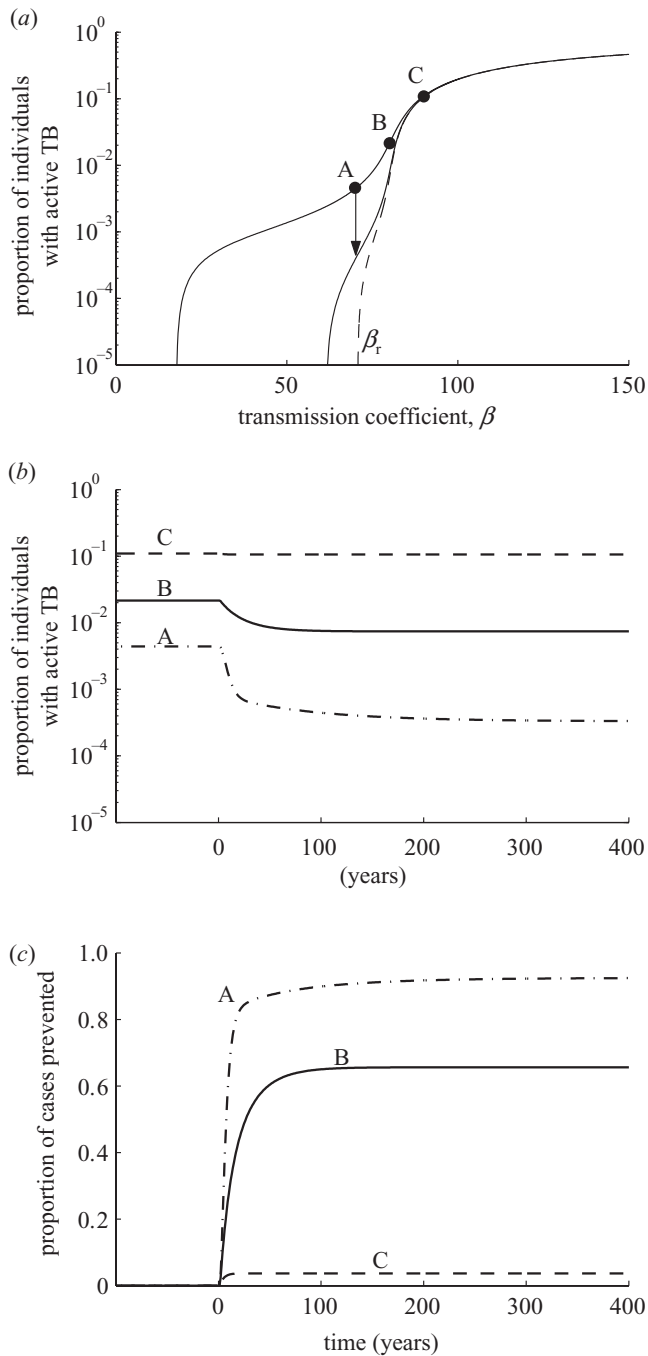 (a)
10^0
10^-1
10^-2
10^-3
10^-4
10^-5
proportion of individuals
with active TB
A
B
C
β_r
0
50
100
150
transmission coefficient, β
(b)
10^0
10^-1
10^-2
10^-3
10^-4
10^-5
proportion of individuals
with active TB
C
B
A
0
100
200
300
400
(years)
(c)
1.0
0.8
0.6
0.4
0.2
0
proportion of cases prevented
A
B
C
0
100
200
300
400
time (years)